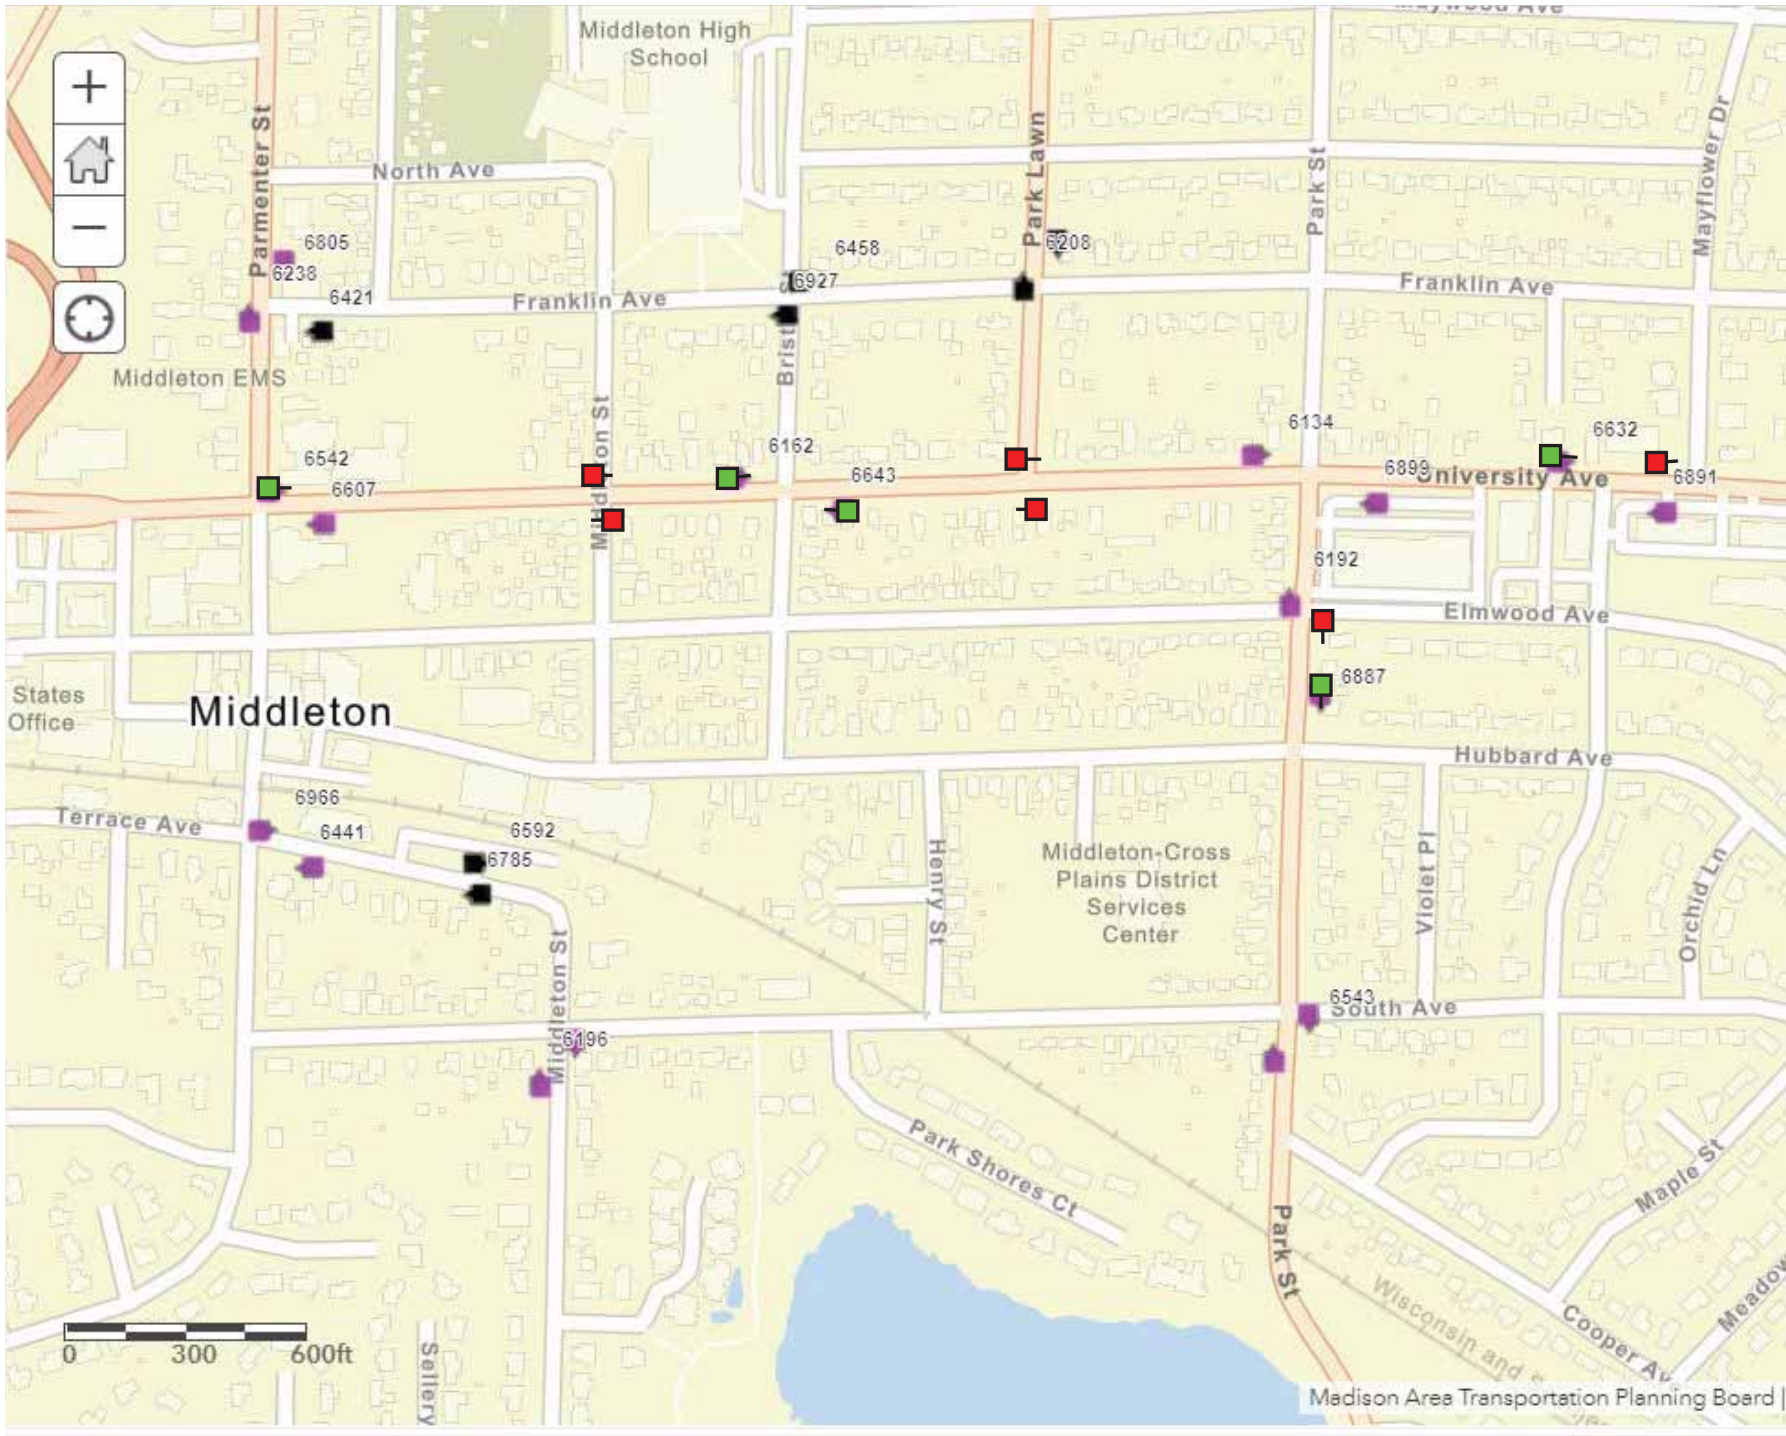 Middleton High
School
+
−
Parmenter St
North Ave
Park Lawn
Park St
Mayflower Dr
6805
6238
6421
6458
6927
6208
Franklin Ave
Franklin Ave
Middleton EMS
6542
6607
6162
6643
6134
6899
6632
6891
University Ave
6192
Elmwood Ave
6887
States
Office
Middleton
Hubbard Ave
6966
Terrace Ave
6441
6592
6785
Henry St
Middleton-Cross
Plains District
Services
Center
Violet Pl
Orchid Ln
Middleton St
6543
South Ave
6196
Park Shores Ct
Maple St
Park St
Wisconsin and
Cooper
Sellery
0 300 600ft
Madison Area Transportation Planning Board |